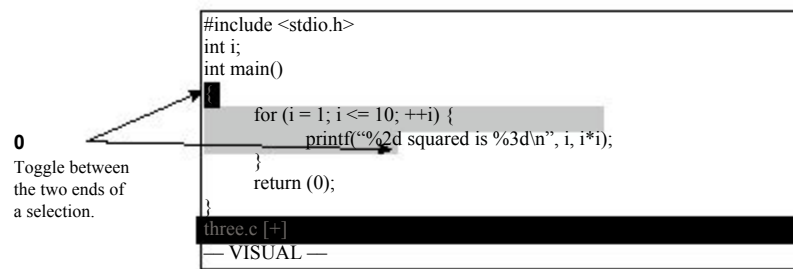 #include <stdio.h>
int i;
int main()
{
for (i = 1; i <= 10; ++i) {
printf(“%2d squared is %3d\n”, i, i*i);
}
return (0);
}
three.c [+]
— VISUAL —
0
Toggle between
the two ends of
a selection.